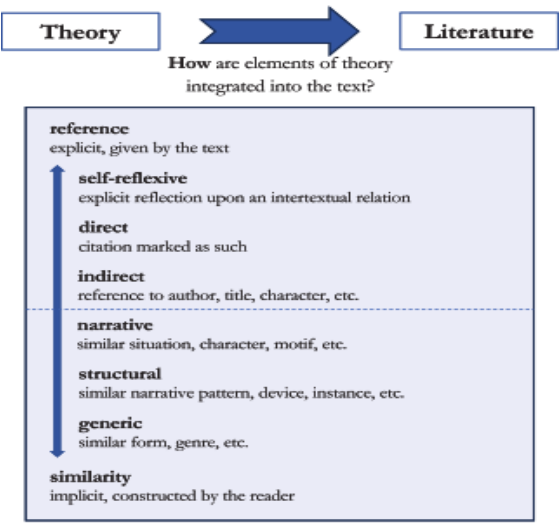 Theory
Literature
How are elements of theory
integrated into the text?
reference
explicit, given by the text
self-reflexive
explicit reflection upon an intertextual relation
direct
citation marked as such
indirect
reference to author, title, character, etc.
narrative
similar situation, character, motif, etc.
structural
similar narrative pattern, device, instance, etc.
generic
similar form, genre, etc.
similarity
implicit, constructed by the reader